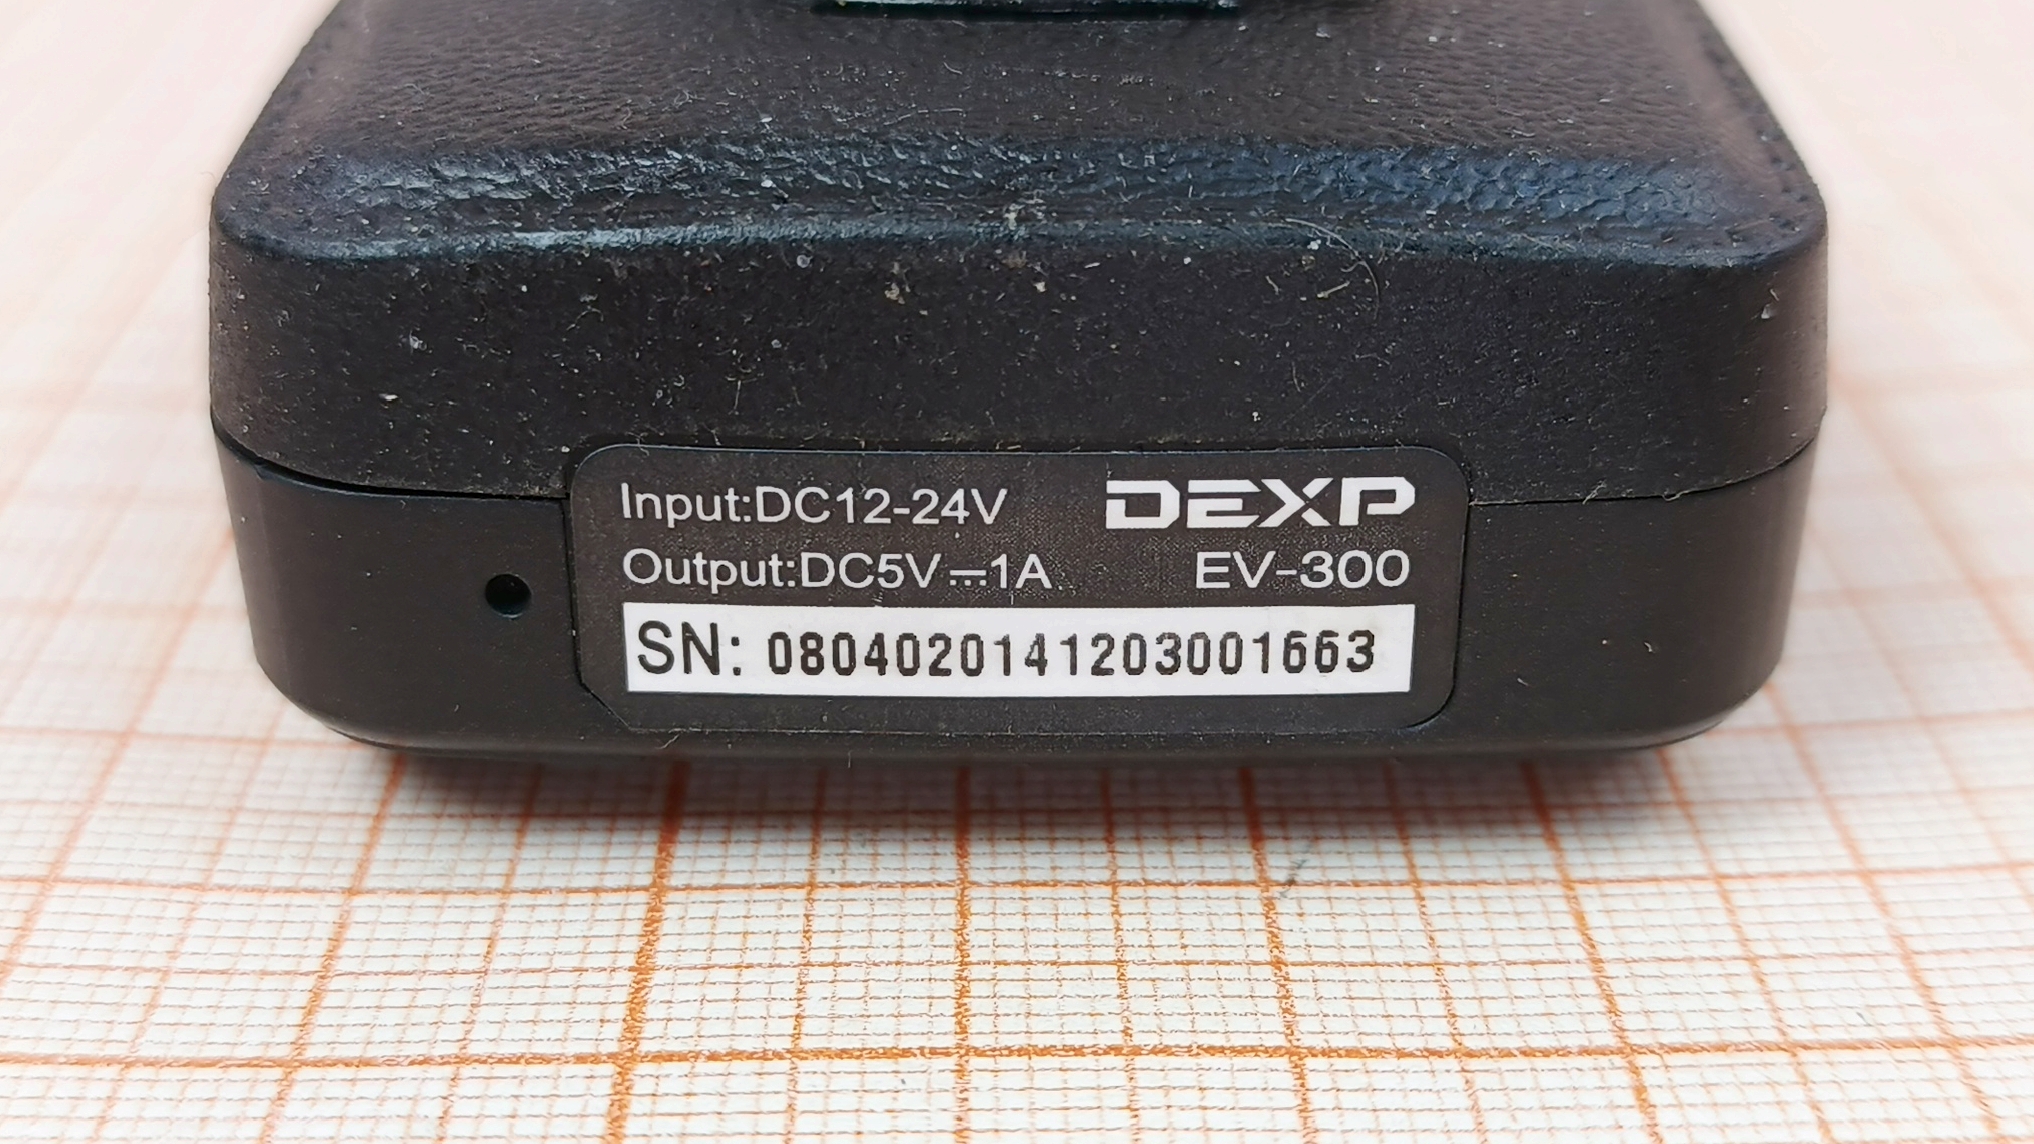 Input:DC12-24V DEXP
Output:DC5V⎓1A EV-300
SN: 0804020141203001663